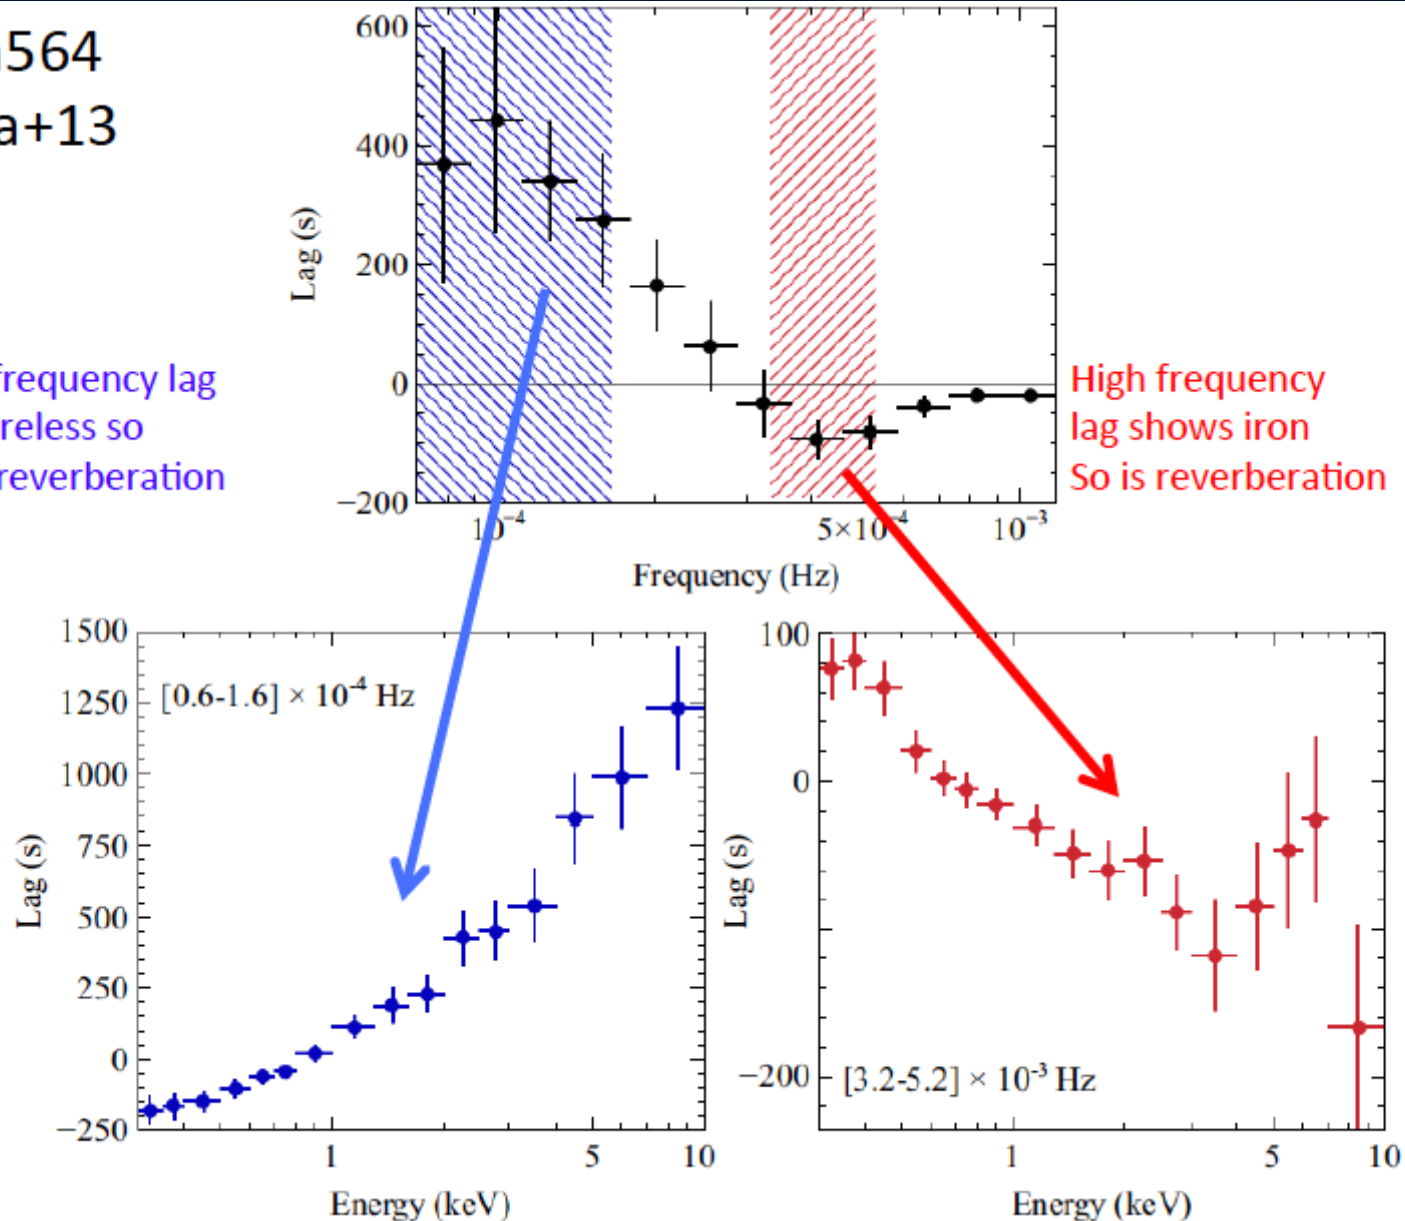 564
a+13
600
400
200
0
−200
Lag (s)
10⁻⁴
5×10⁻⁴
10⁻³
Frequency (Hz)
frequency lag
reless so
reverberation
High frequency
lag shows iron
So is reverberation
1500
1250
1000
750
500
250
0
−250
Lag (s)
[0.6-1.6] × 10⁻⁴ Hz
1
5
10
Energy (keV)
100
0
−200
Lag (s)
[3.2-5.2] × 10⁻³ Hz
1
5
10
Energy (keV)